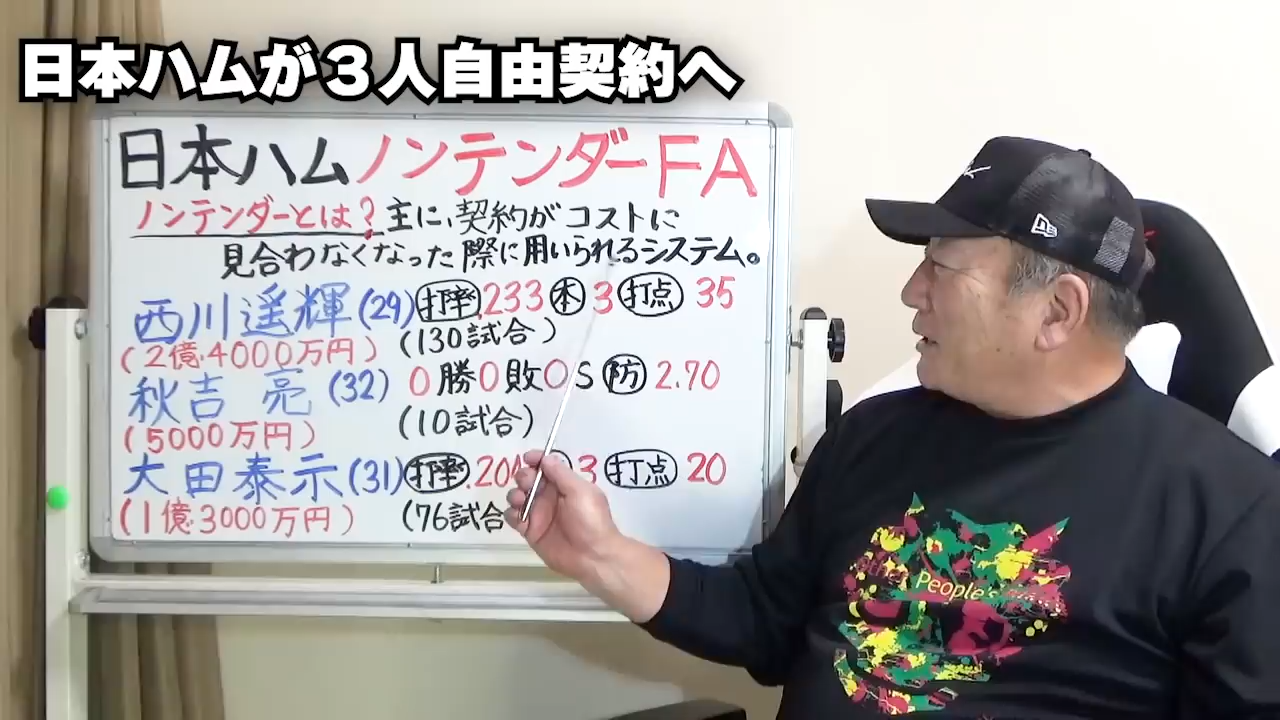 日本ハムが３人自由契約へ
日本ハムノンテンダーFA
ノンテンダーとは？主に、契約がコストに
見合わなくなった際に用いられるシステム。
西川遥輝(29)打率.233本3打点35
(2億4000万円)(130試合)
秋吉亮(32)0勝0敗0S防2.70
(5000万円)(10試合)
大田泰示(31)打率.20 3打点20
(1億3000万円)(76試合
People's